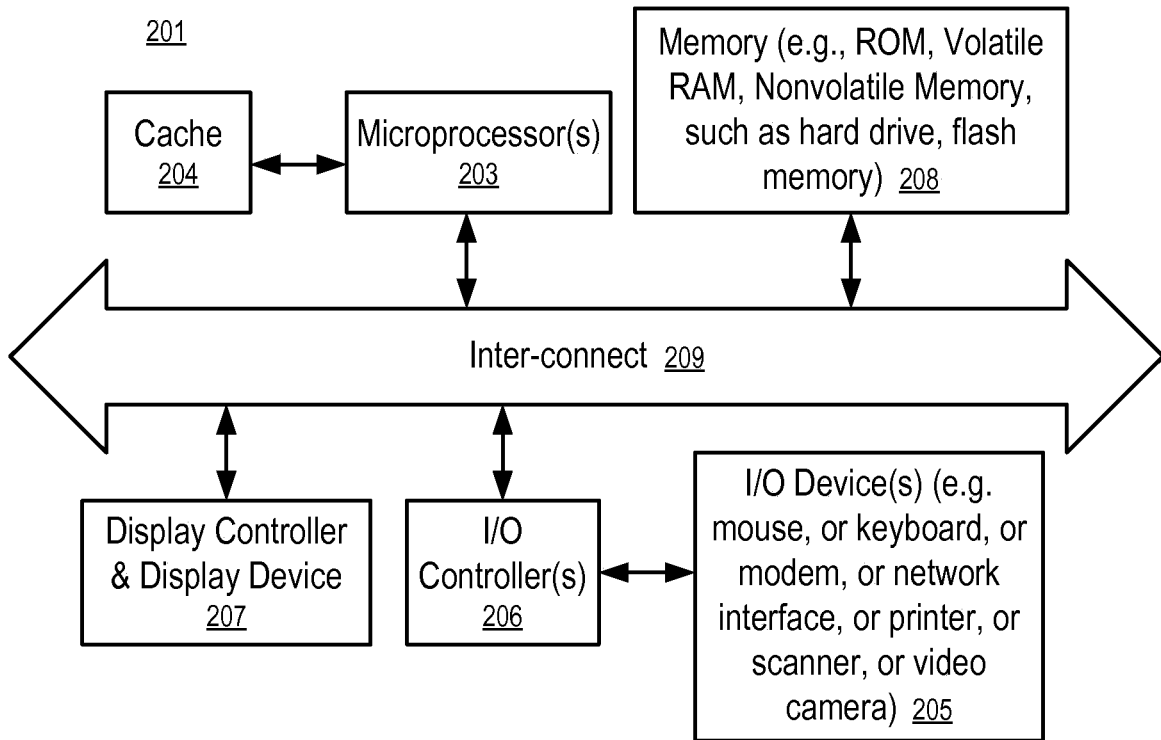 201
Cache
204
Microprocessor(s)
203
Memory (e.g., ROM, Volatile
RAM, Nonvolatile Memory,
such as hard drive, flash
memory) 208
Inter-connect 209
Display Controller
& Display Device
207
I/O
Controller(s)
206
I/O Device(s) (e.g.
mouse, or keyboard, or
modem, or network
interface, or printer, or
scanner, or video
camera) 205